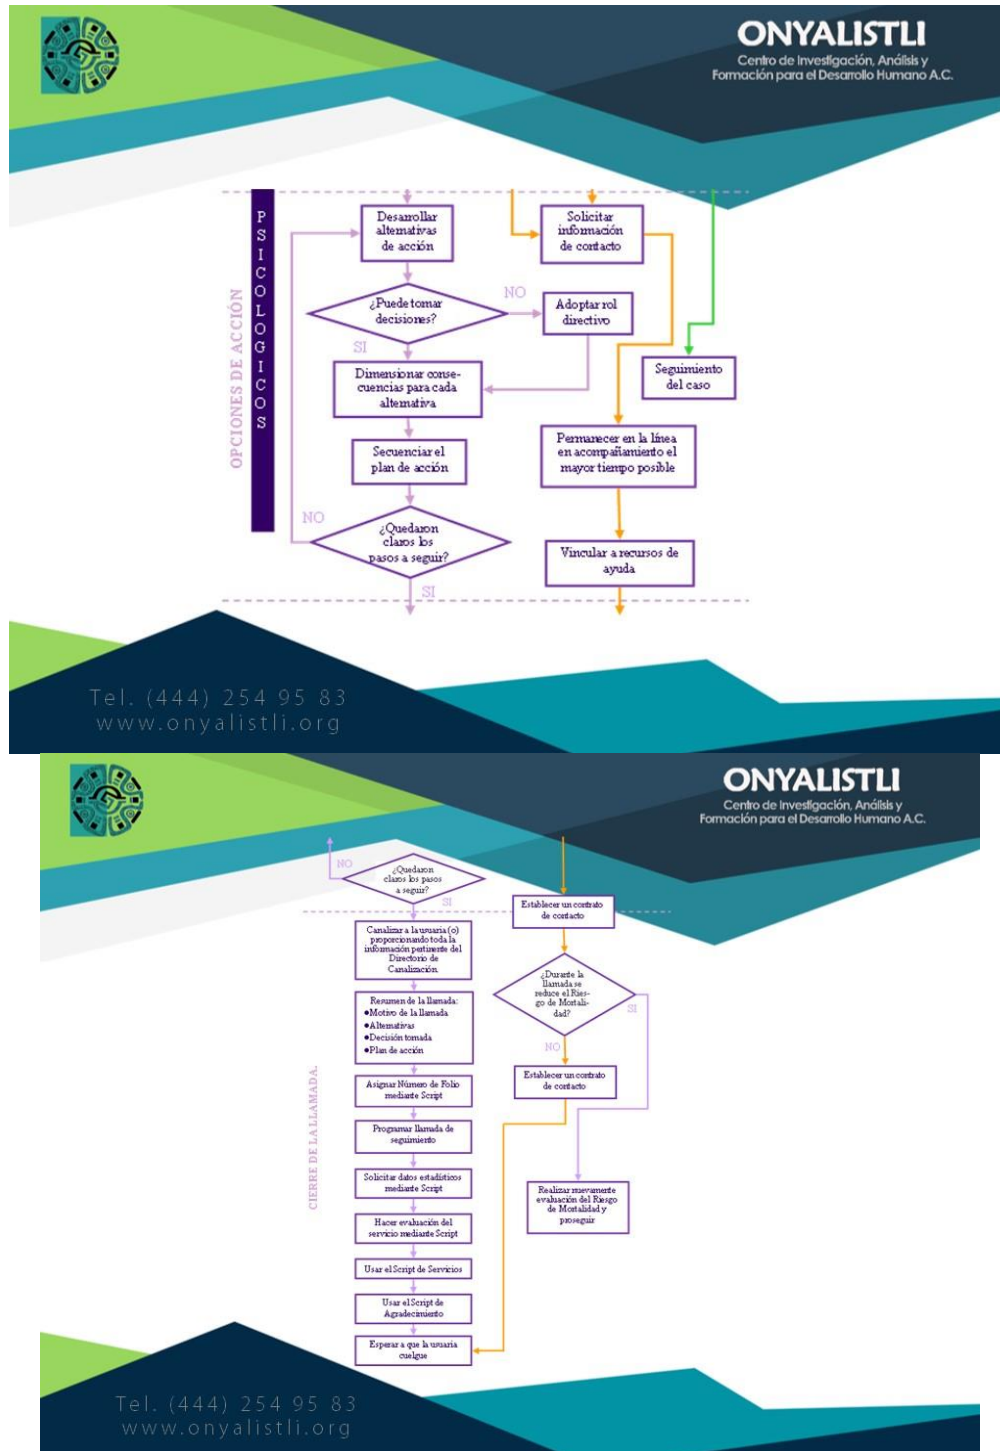 ONYALISTLI
Centro de Investigación, Análisis y
Formación para el Desarrollo Humano A.C.
OPCIONES DE ACCIÓN
PSICOLOGICOS
Desarrollar
alternativas
de acción
¿Puede tomar
decisiones?
NO
Adoptar rol
directivo
SI
Dimensionar conse-
cuencias para cada
alternativa
Secuenciar el
plan de acción
NO
¿Quedaron
claros los
pasos a seguir?
SI
Solicitar
información
de contacto
Seguimiento
del caso
Permanecer en la línea
en acompañamiento el
mayor tiempo posible
Vincular a recursos de
ayuda
Tel. (444) 254 95 83
www.onyalistli.org
ONYALISTLI
Centro de Investigación, Análisis y
Formación para el Desarrollo Humano A.C.
NO
¿Quedaron
claros los pasos
a seguir?
SI
CIERRE DE LA LLAMADA.
Canalizar a la usuaria (o)
proporcionando toda la
información pertinente del
Directorio de
Canalización.
Resumen de la llamada:
●Motivo de la llamada
●Alternativas
●Decisión tomada
●Plan de acción
Asignar Número de Folio
mediante Script
Programar llamada de
seguimiento
Solicitar datos estadísticos
mediante Script
Hacer evaluación del
servicio mediante Script
Usar el Script de Servicios
Usar el Script de
Agradecimiento
Esperar a que la usuaria
cuelgue
Establecer un contrato
de contacto
¿Durante la
llamada se
reduce el Ries-
go de Mortali-
dad?
SI
NO
Establecer un contrato
de contacto
Realizar nuevamente
evaluación del Riesgo
de Mortalidad y
proseguir
Tel. (444) 254 95 83
www.onyalistli.org